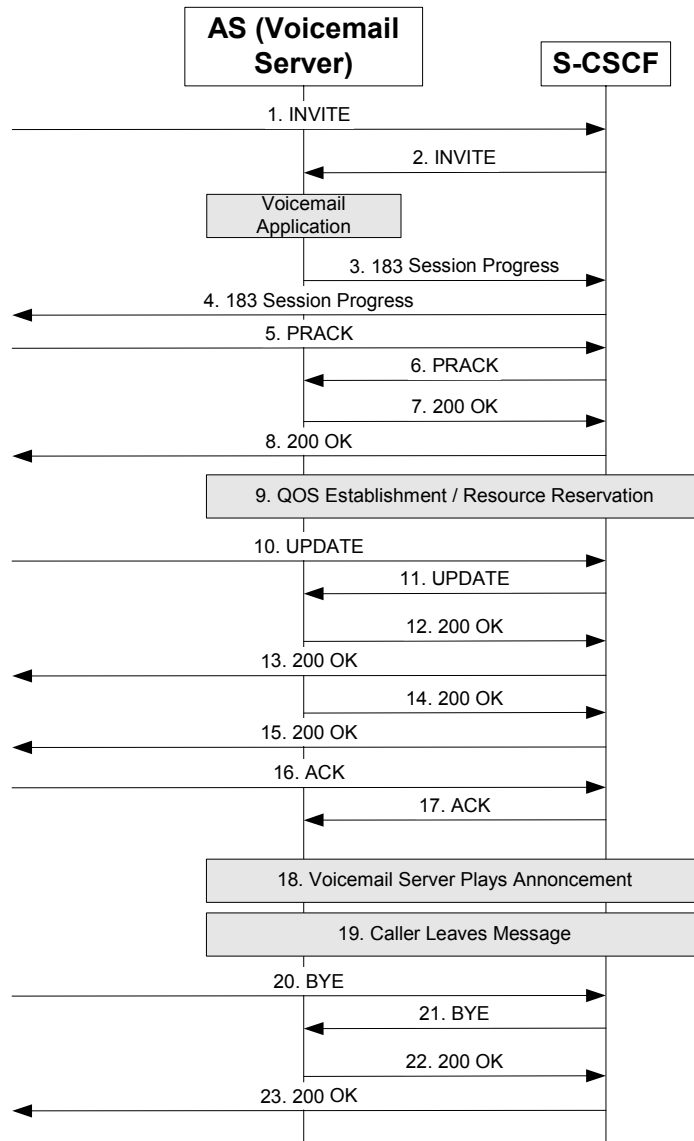 AS (Voicemail
Server)
S-CSCF
1. INVITE
2. INVITE
Voicemail
Application
3. 183 Session Progress
4. 183 Session Progress
5. PRACK
6. PRACK
7. 200 OK
8. 200 OK
9. QOS Establishment / Resource Reservation
10. UPDATE
11. UPDATE
12. 200 OK
13. 200 OK
14. 200 OK
15. 200 OK
16. ACK
17. ACK
18. Voicemail Server Plays Annoncement
19. Caller Leaves Message
20. BYE
21. BYE
22. 200 OK
23. 200 OK